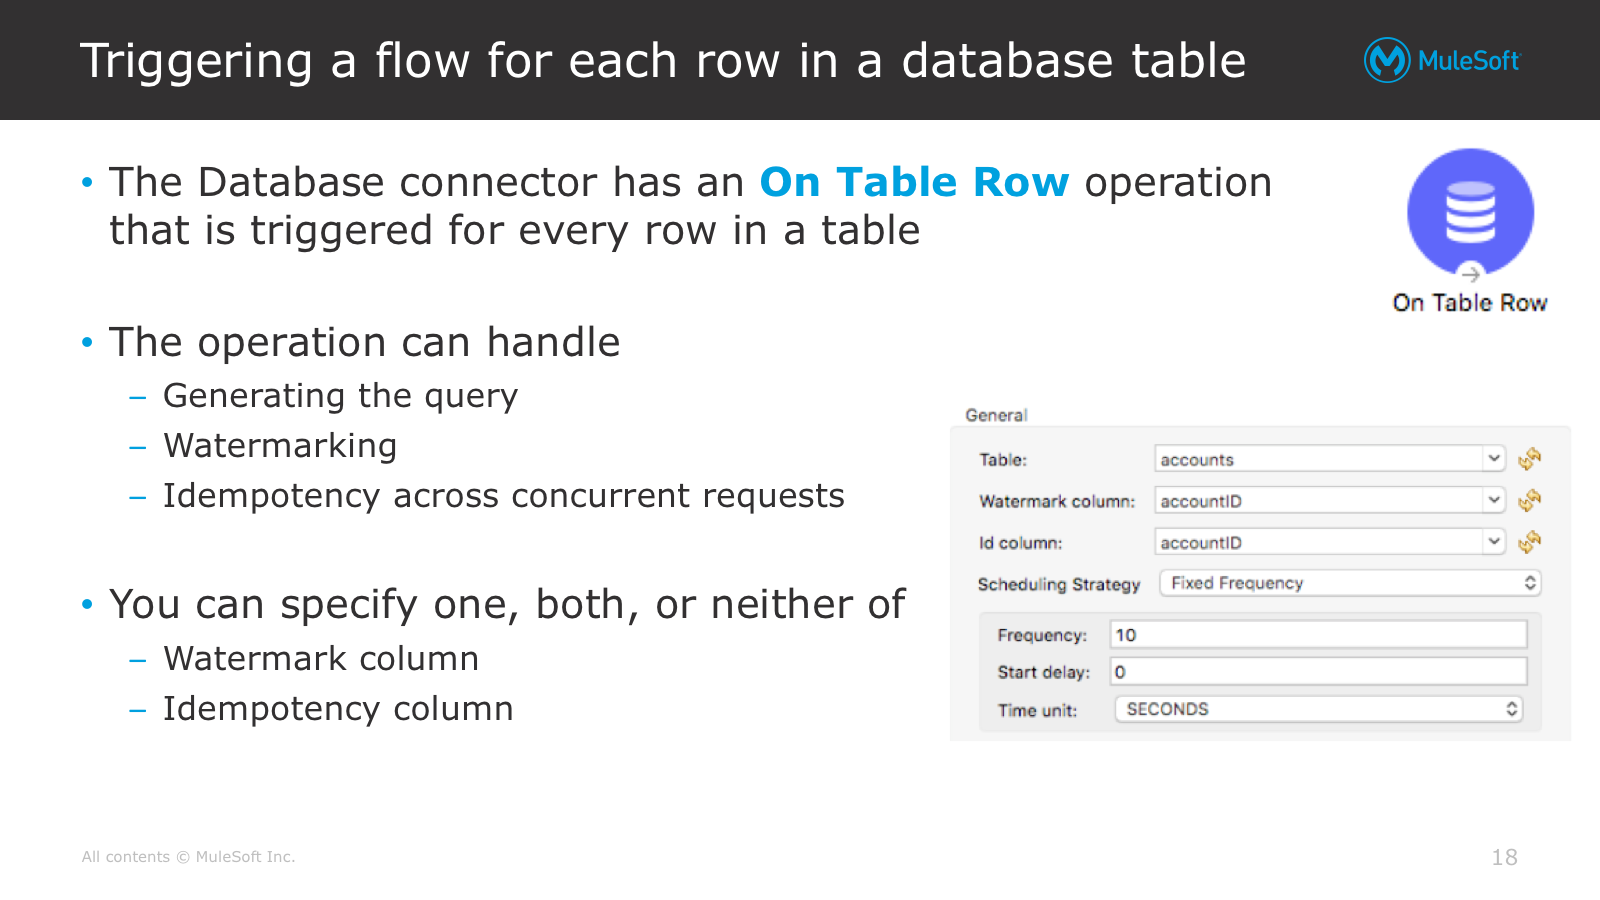 Triggering a flow for each row in a database table
MuleSoft
• The Database connector has an On Table Row operation
that is triggered for every row in a table
On Table Row
• The operation can handle
– Generating the query
– Watermarking
– Idempotency across concurrent requests
• You can specify one, both, or neither of
– Watermark column
– Idempotency column
General
Table: accounts
Watermark column: accountID
Id column: accountID
Scheduling Strategy Fixed Frequency
Frequency: 10
Start delay: 0
Time unit: SECONDS
All contents © MuleSoft Inc.
18